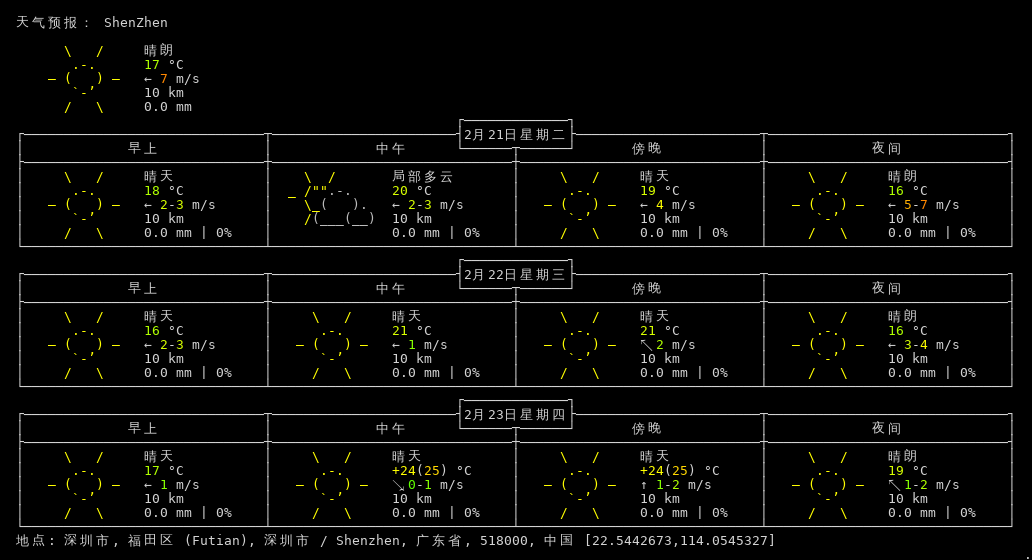 天气预报： ShenZhen
晴朗
17 °C
← 7 m/s
10 km
0.0 mm
2月21日星期二
早上 中午 傍晚 夜间
晴天 局部多云 晴天 晴朗
18 °C 20 °C 19 °C 16 °C
← 2-3 m/s ← 2-3 m/s ← 4 m/s ← 5-7 m/s
10 km 10 km 10 km 10 km
0.0 mm | 0% 0.0 mm | 0% 0.0 mm | 0% 0.0 mm | 0%
2月22日星期三
早上 中午 傍晚 夜间
晴天 晴天 晴天 晴朗
16 °C 21 °C 21 °C 16 °C
← 2-3 m/s ← 1 m/s ↖ 2 m/s ← 3-4 m/s
10 km 10 km 10 km 10 km
0.0 mm | 0% 0.0 mm | 0% 0.0 mm | 0% 0.0 mm | 0%
2月23日星期四
早上 中午 傍晚 夜间
晴天 晴天 晴天 晴朗
17 °C +24(25) °C +24(25) °C 19 °C
← 1 m/s ↘ 0-1 m/s ↑ 1-2 m/s ↖ 1-2 m/s
10 km 10 km 10 km 10 km
0.0 mm | 0% 0.0 mm | 0% 0.0 mm | 0% 0.0 mm | 0%
地点: 深圳市, 福田区 (Futian), 深圳市 / Shenzhen, 广东省, 518000, 中国 [22.5442673,114.0545327]